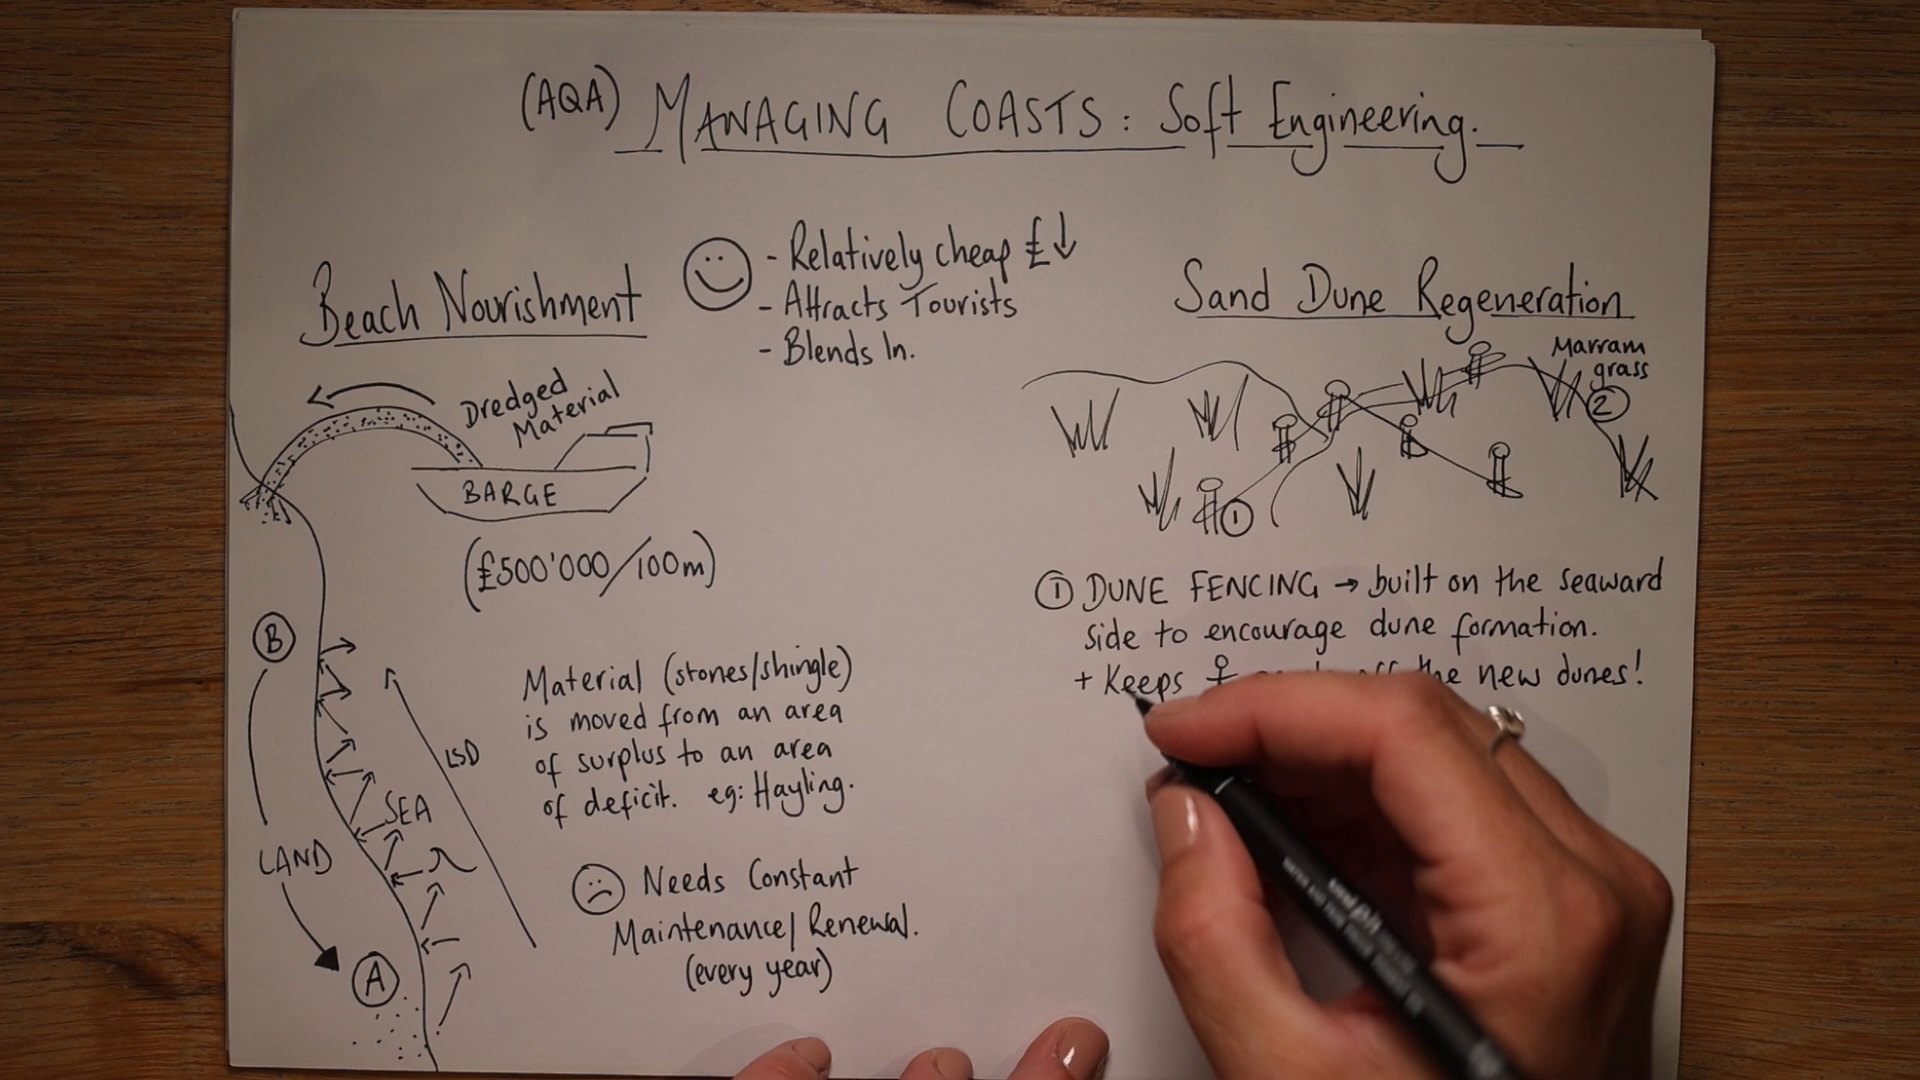 (AQA) MANAGING COASTS: Soft Engineering.
- Relatively cheap £↓
- Attracts Tourists
- Blends In.
Beach Nourishment
Dredged
Material
BARGE
(£500'000/100m)
B
LSD
SEA
LAND
A
Material (stones/shingle)
is moved from an area
of surplus to an area
of deficit. eg: Hayling.
Needs Constant
Maintenance/Renewal.
(every year)
Sand Dune Regeneration
Marram
grass
2
1
① DUNE FENCING → built on the seaward
side to encourage dune formation.
+ Keeps the new dunes!